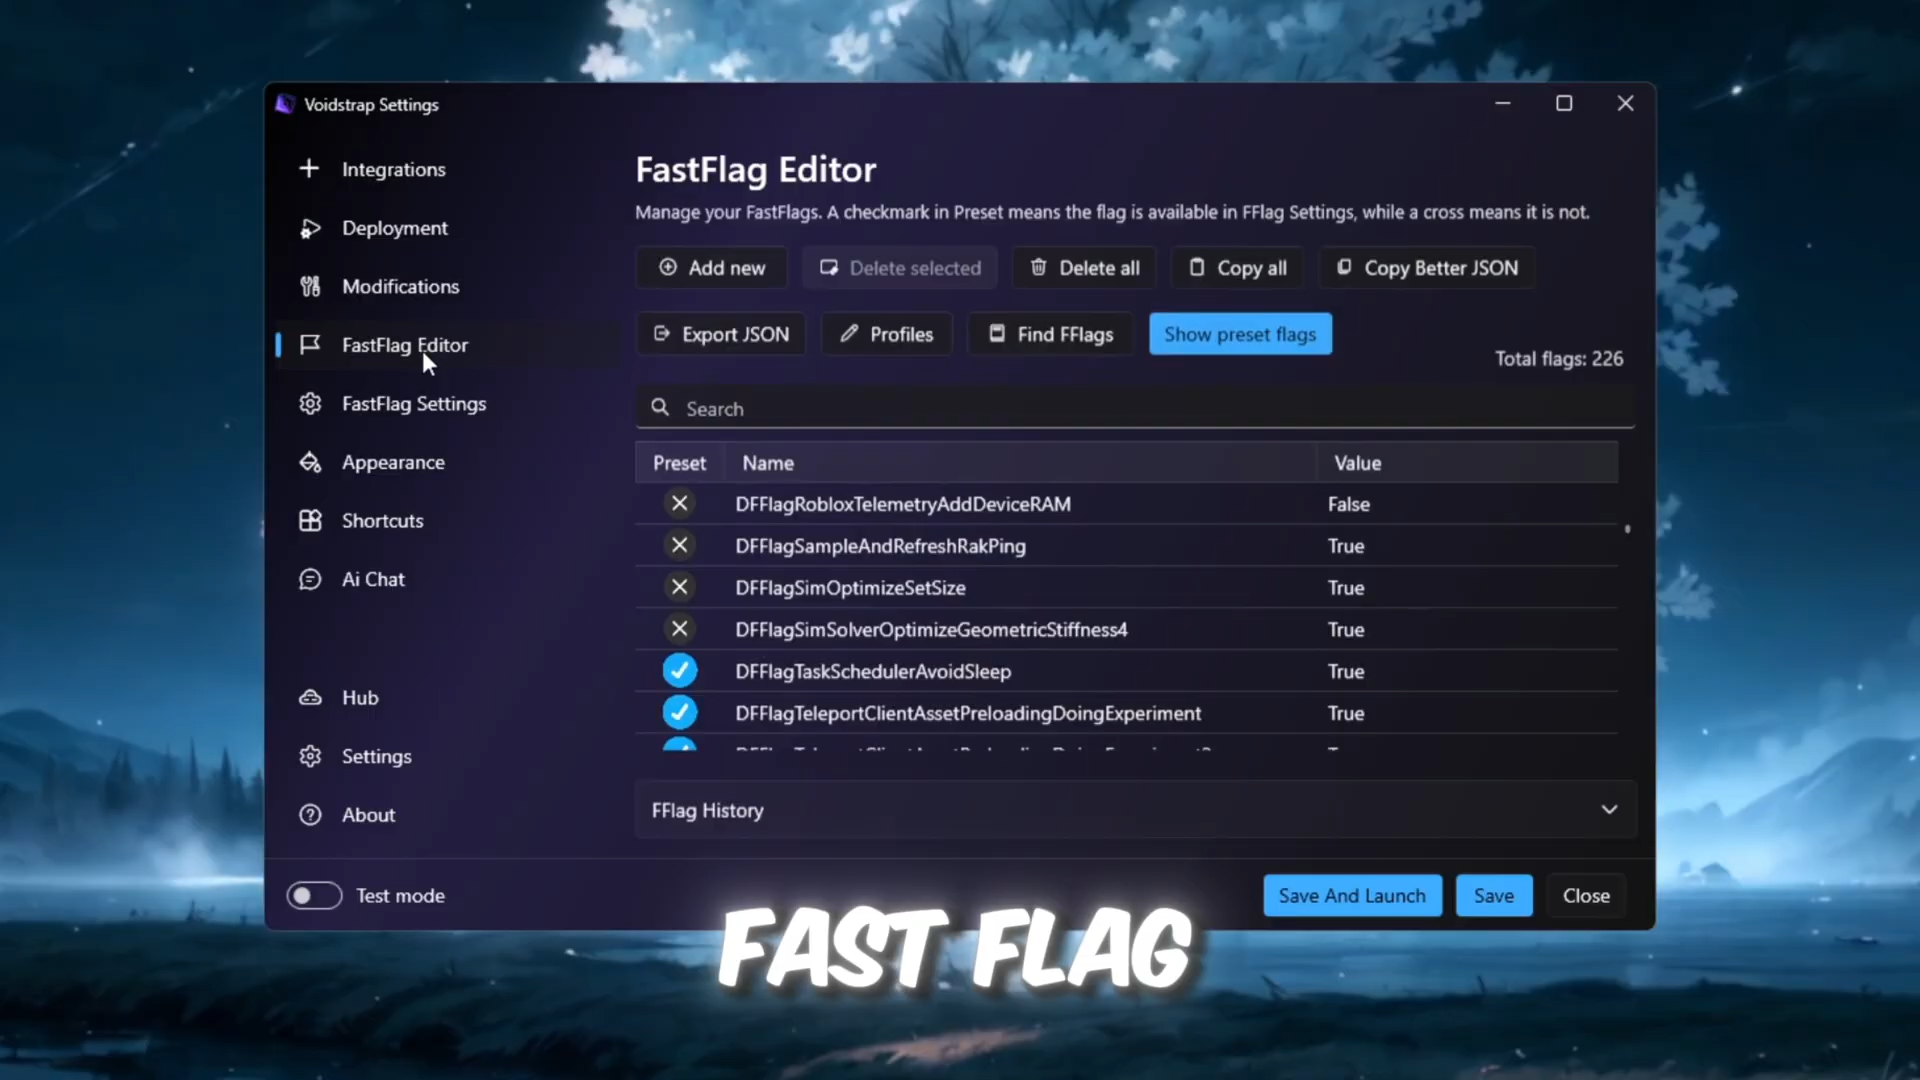 Voidstrap Settings
Integrations
Deployment
Modifications
FastFlag Editor
FastFlag Settings
Appearance
Shortcuts
Ai Chat
Hub
Settings
About
Test mode
FastFlag Editor
Manage your FastFlags. A checkmark in Preset means the flag is available in FFlag Settings, while a cross means it is not.
Add new
Delete selected
Delete all
Copy all
Copy Better JSON
Export JSON
Profiles
Find FFlags
Show preset flags
Total flags: 226
Search
Preset Name Value
DFFlagRobloxTelemetryAddDeviceRAM False
DFFlagSampleAndRefreshRakPing True
DFFlagSimOptimizeSetSize True
DFFlagSimSolverOptimizeGeometricStiffness4 True
DFFlagTaskSchedulerAvoidSleep True
DFFlagTeleportClientAssetPreloadingDoingExperiment True
FFlag History
Save And Launch
Save
Close
FAST FLAG